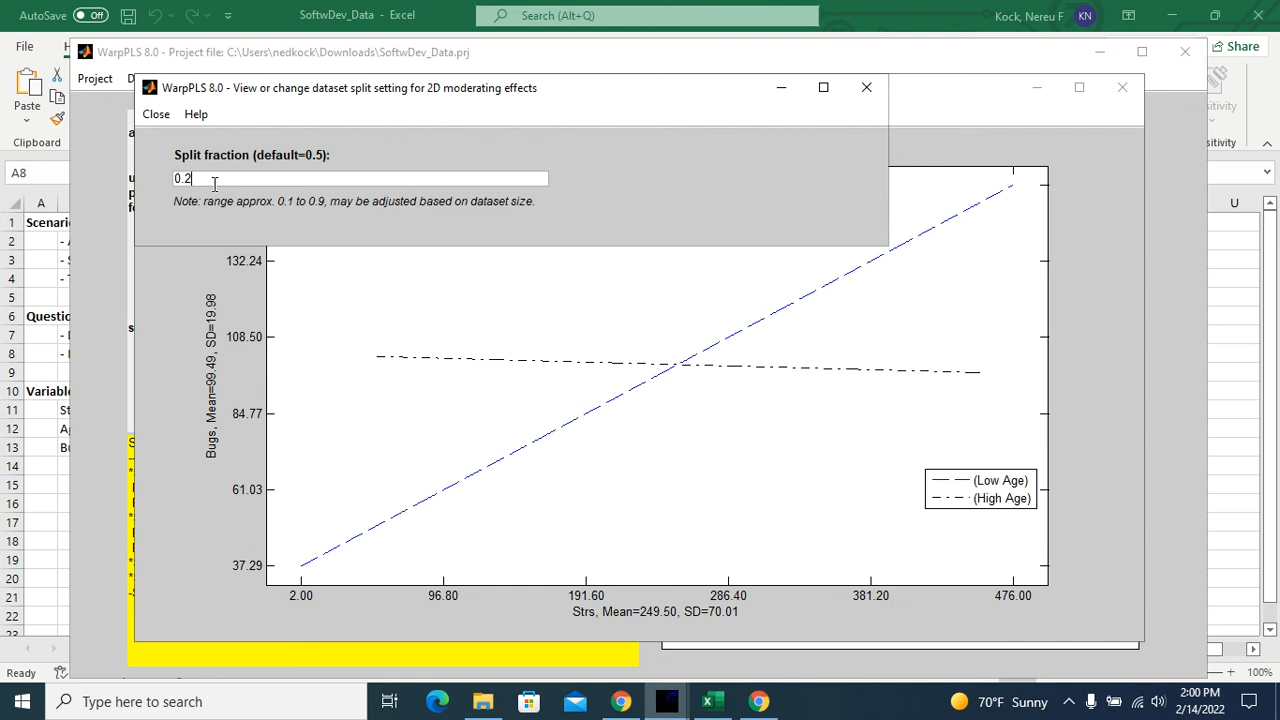 AutoSave Off SoftwDev_Data - Excel Search (Alt+Q) Kock, Nereu F KN
File Share
WarpPLS 8.0 - Project file: C:\Users\nedkock\Downloads\SoftwDev_Data.prj
Project
WarpPLS 8.0 - View or change dataset split setting for 2D moderating effects
Close Help
Paste
Clipboard
Split fraction (default=0.5):
0.2
Note: range approx. 0.1 to 0.9, may be adjusted based on dataset size.
A8
A U
1 Scenari
2
3
4
5
6 Questio
7
8
9
10 Variable
11 St
12 Ag
13 Bu
14
15
16
17
18
19
20
21
22
23
132.24
108.50
84.77
61.03
37.29
Bugs, Mean=99.49, SD=19.98
(Low Age)
(High Age)
2.00 96.80 191.60 286.40 381.20 476.00
Strs, Mean=249.50, SD=70.01
Ready 100%
Type here to search 70°F Sunny 2:00 PM
2/14/2022